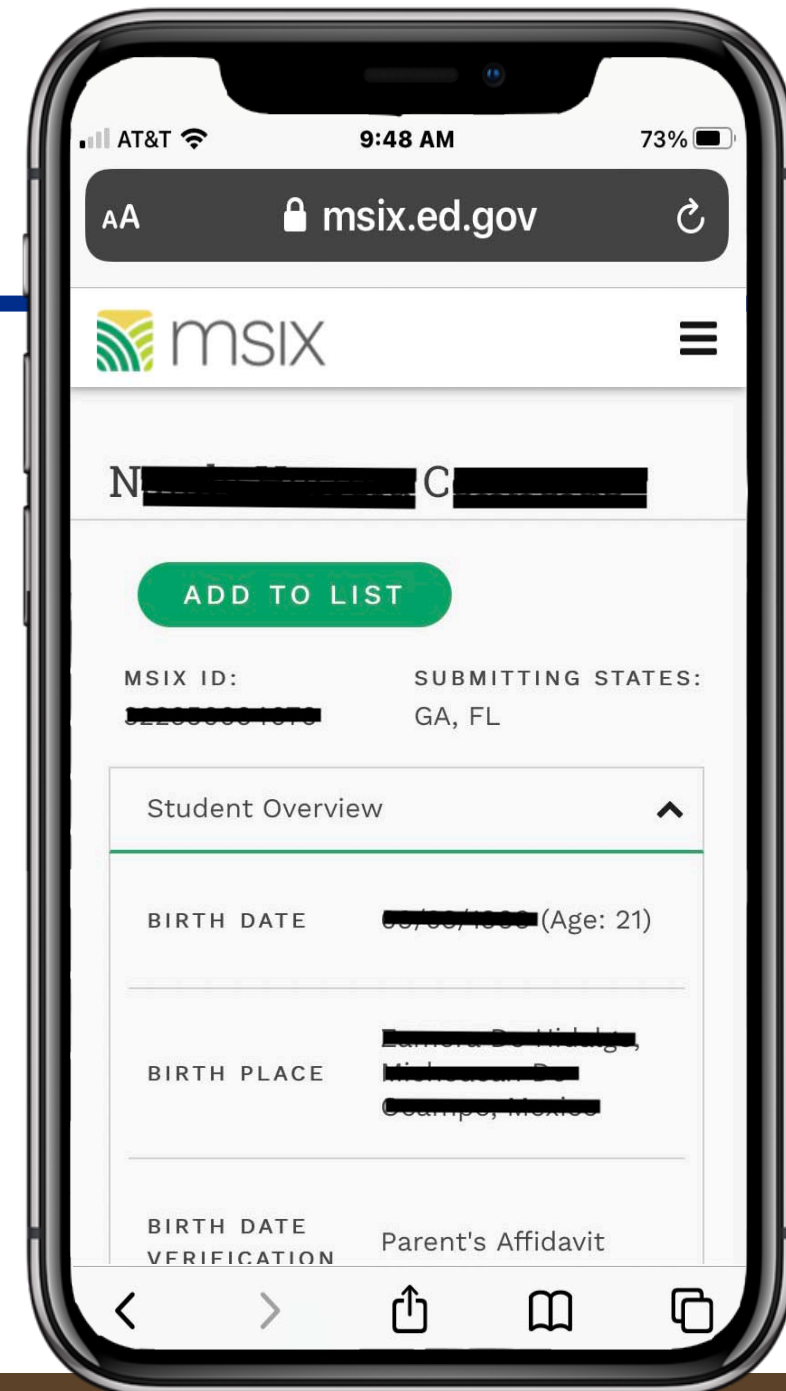 AT&T 9:48 AM 73%
AA msix.ed.gov
msix
N C
ADD TO LIST
MSIX ID: SUBMITTING STATES:
GA, FL
Student Overview
BIRTH DATE (Age: 21)
BIRTH PLACE
BIRTH DATE
VERIFICATION Parent's Affidavit